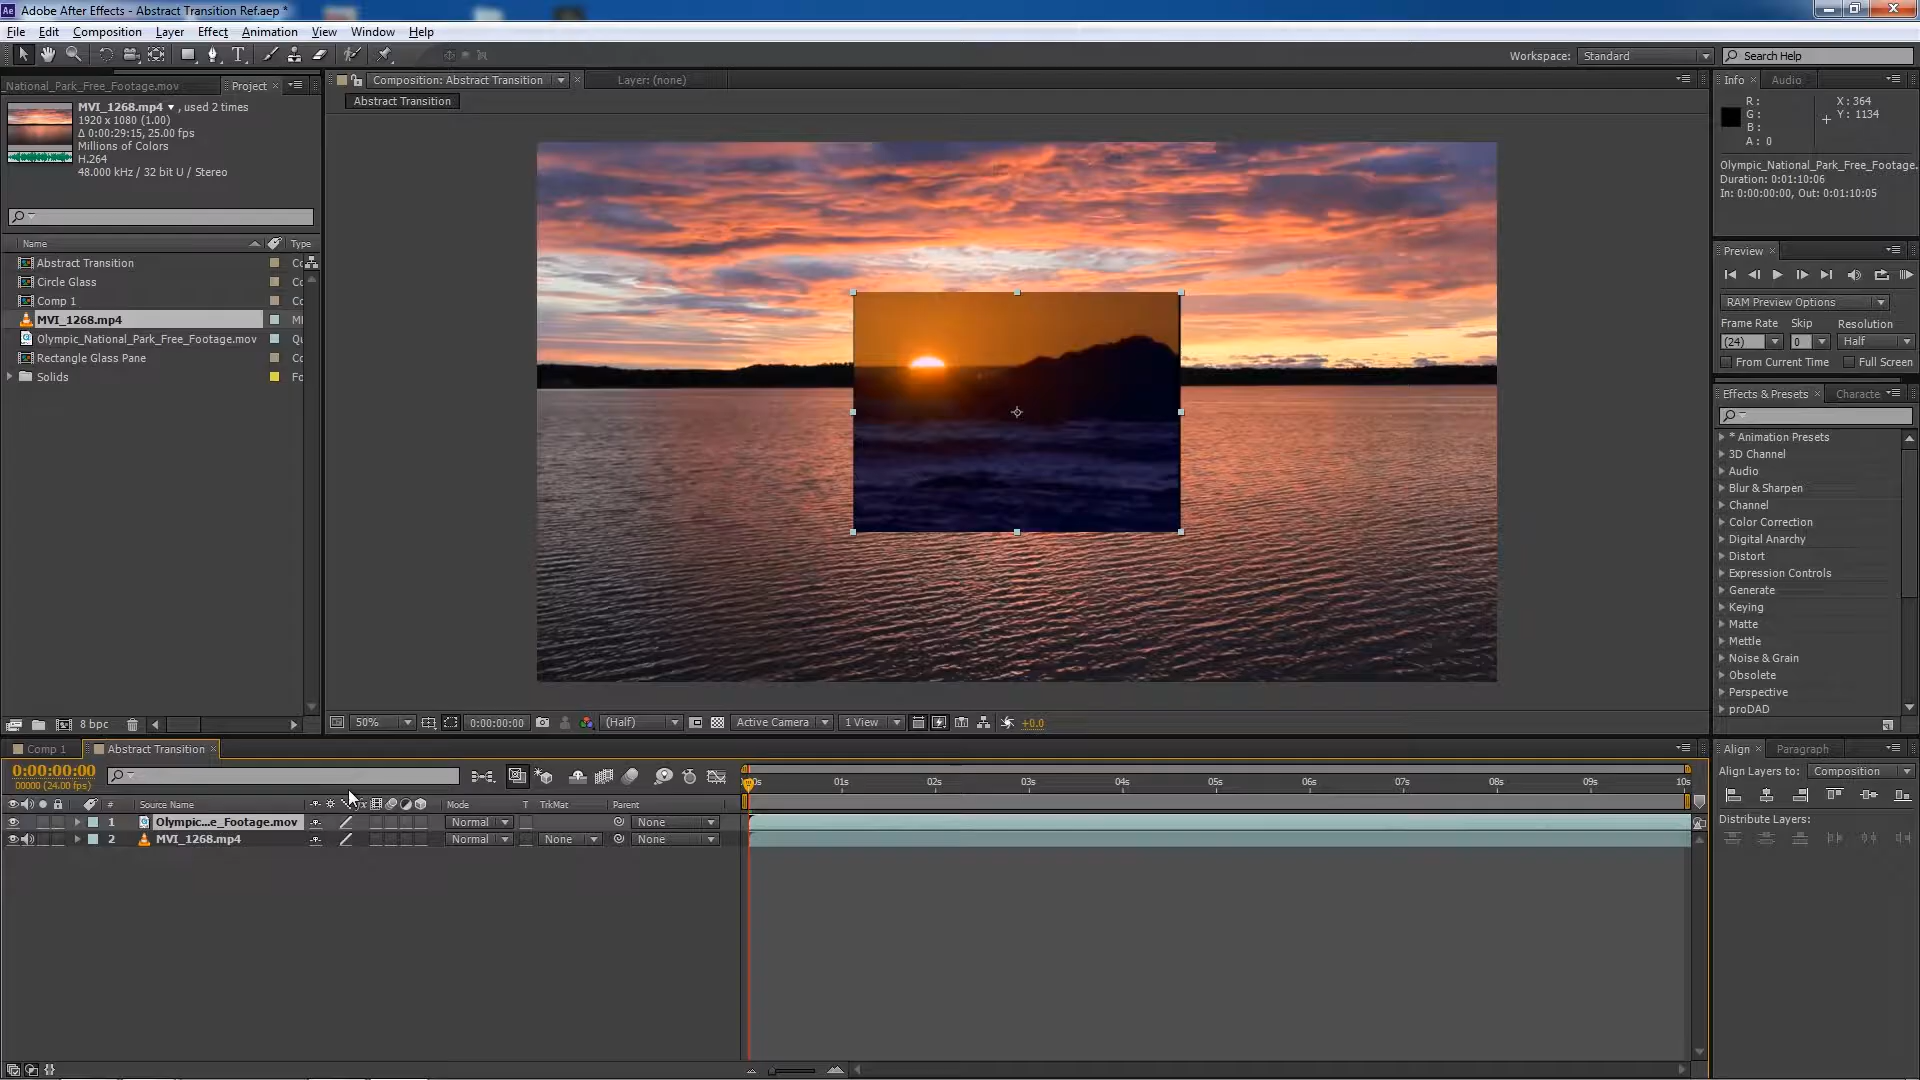 Adobe After Effects - Abstract Transition Ref.aep *
File Edit Composition Layer Effect Animation View Window Help
Workspace: Standard Search Help
_National_Park_Free_Footage.mov Project
MVI_1268.mp4 , used 2 times
1920 x 1080 (1.00)
Δ 0:00:29:15, 25.00 fps
Millions of Colors
H.264
48.000 kHz / 32 bit U / Stereo
Name Type
Abstract Transition
Circle Glass
Comp 1
MVI_1268.mp4
Olympic_National_Park_Free_Footage.mov
Rectangle Glass Pane
Solids
8 bpc
Composition: Abstract Transition Layer: (none)
Abstract Transition
50% 0:00:00:00 (Half) Active Camera 1 View +0.0
Info Audio
R :
G :
B :
A : 0
X : 364
Y : 1134
Olympic_National_Park_Free_Footage.
Duration: 0:01:10:06
In: 0:00:00:00, Out: 0:01:10:05
Preview
RAM Preview Options
Frame Rate Skip Resolution
(24) 0 Half
From Current Time Full Screen
Effects & Presets Characte
* Animation Presets
3D Channel
Audio
Blur & Sharpen
Channel
Color Correction
Digital Anarchy
Distort
Expression Controls
Generate
Keying
Matte
Mettle
Noise & Grain
Obsolete
Perspective
proDAD
Comp 1 Abstract Transition
0:00:00:00
00000 (24.00 fps)
# Source Name Mode T TrkMat Parent
1 Olympic...e_Footage.mov Normal None
2 MVI_1268.mp4 Normal None None
01s 02s 03s 04s 05s 06s 07s 08s 09s 10s
Align Paragraph
Align Layers to: Composition
Distribute Layers: